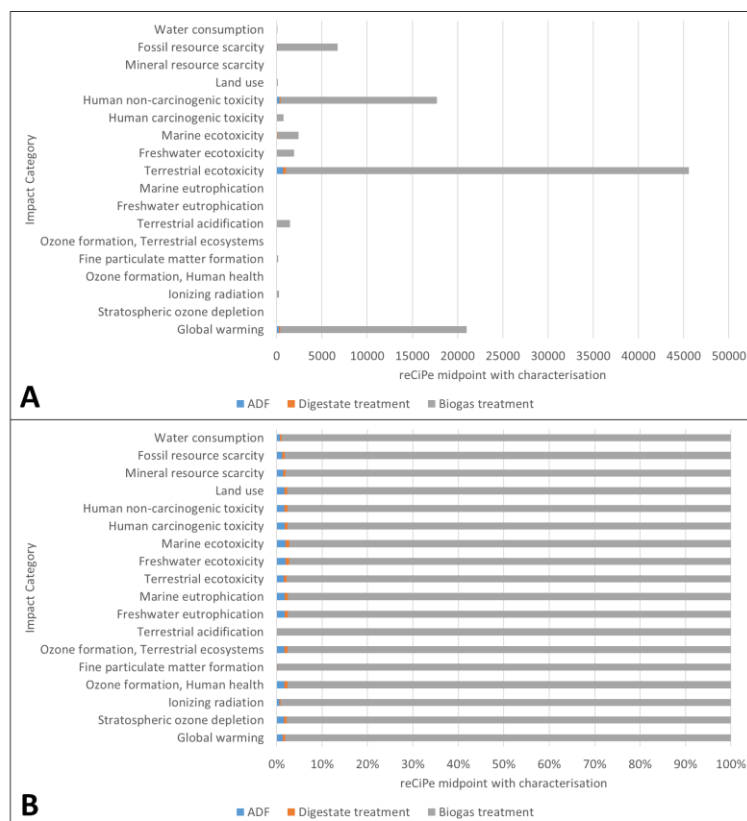 Water consumption
Fossil resource scarcity
Mineral resource scarcity
Land use
Human non-carcinogenic toxicity
Human carcinogenic toxicity
Marine ecotoxicity
Freshwater ecotoxicity
Terrestrial ecotoxicity
Marine eutrophication
Freshwater eutrophication
Terrestrial acidification
Ozone formation, Terrestrial ecosystems
Fine particulate matter formation
Ozone formation, Human health
Ionizing radiation
Stratospheric ozone depletion
Global warming
Impact Category
0 5000 10000 15000 20000 25000 30000 35000 40000 45000 50000
reCiPe midpoint with characterisation
A
ADF Digestate treatment Biogas treatment
Water consumption
Fossil resource scarcity
Mineral resource scarcity
Land use
Human non-carcinogenic toxicity
Human carcinogenic toxicity
Marine ecotoxicity
Freshwater ecotoxicity
Terrestrial ecotoxicity
Marine eutrophication
Freshwater eutrophication
Terrestrial acidification
Ozone formation, Terrestrial ecosystems
Fine particulate matter formation
Ozone formation, Human health
Ionizing radiation
Stratospheric ozone depletion
Global warming
Impact Category
0% 10% 20% 30% 40% 50% 60% 70% 80% 90% 100%
reCiPe midpoint with characterisation
B
ADF Digestate treatment Biogas treatment